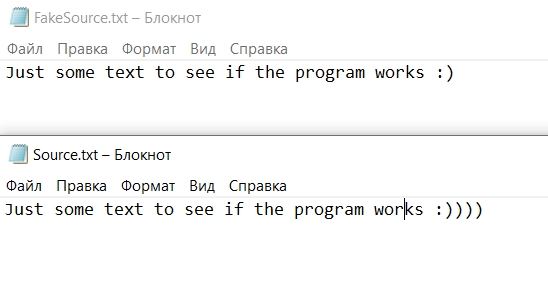 FakeSource.txt – Блокнот
Файл Правка Формат Вид Справка
Just some text to see if the program works :)
Source.txt – Блокнот
Файл Правка Формат Вид Справка
Just some text to see if the program works :))))